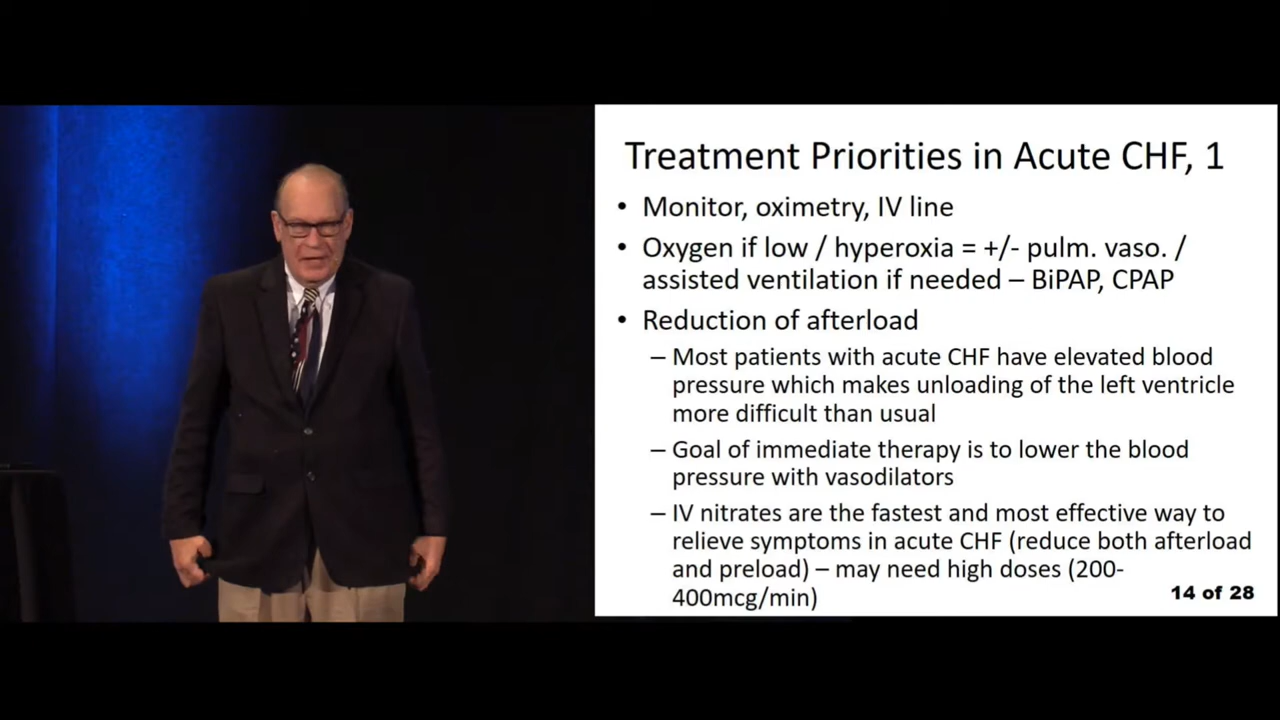 Treatment Priorities in Acute CHF, 1
• Monitor, oximetry, IV line
• Oxygen if low / hyperoxia = +/- pulm. vaso. /
assisted ventilation if needed – BiPAP, CPAP
• Reduction of afterload
– Most patients with acute CHF have elevated blood
pressure which makes unloading of the left ventricle
more difficult than usual
– Goal of immediate therapy is to lower the blood
pressure with vasodilators
– IV nitrates are the fastest and most effective way to
relieve symptoms in acute CHF (reduce both afterload
and preload) – may need high doses (200-
400mcg/min)
14 of 28